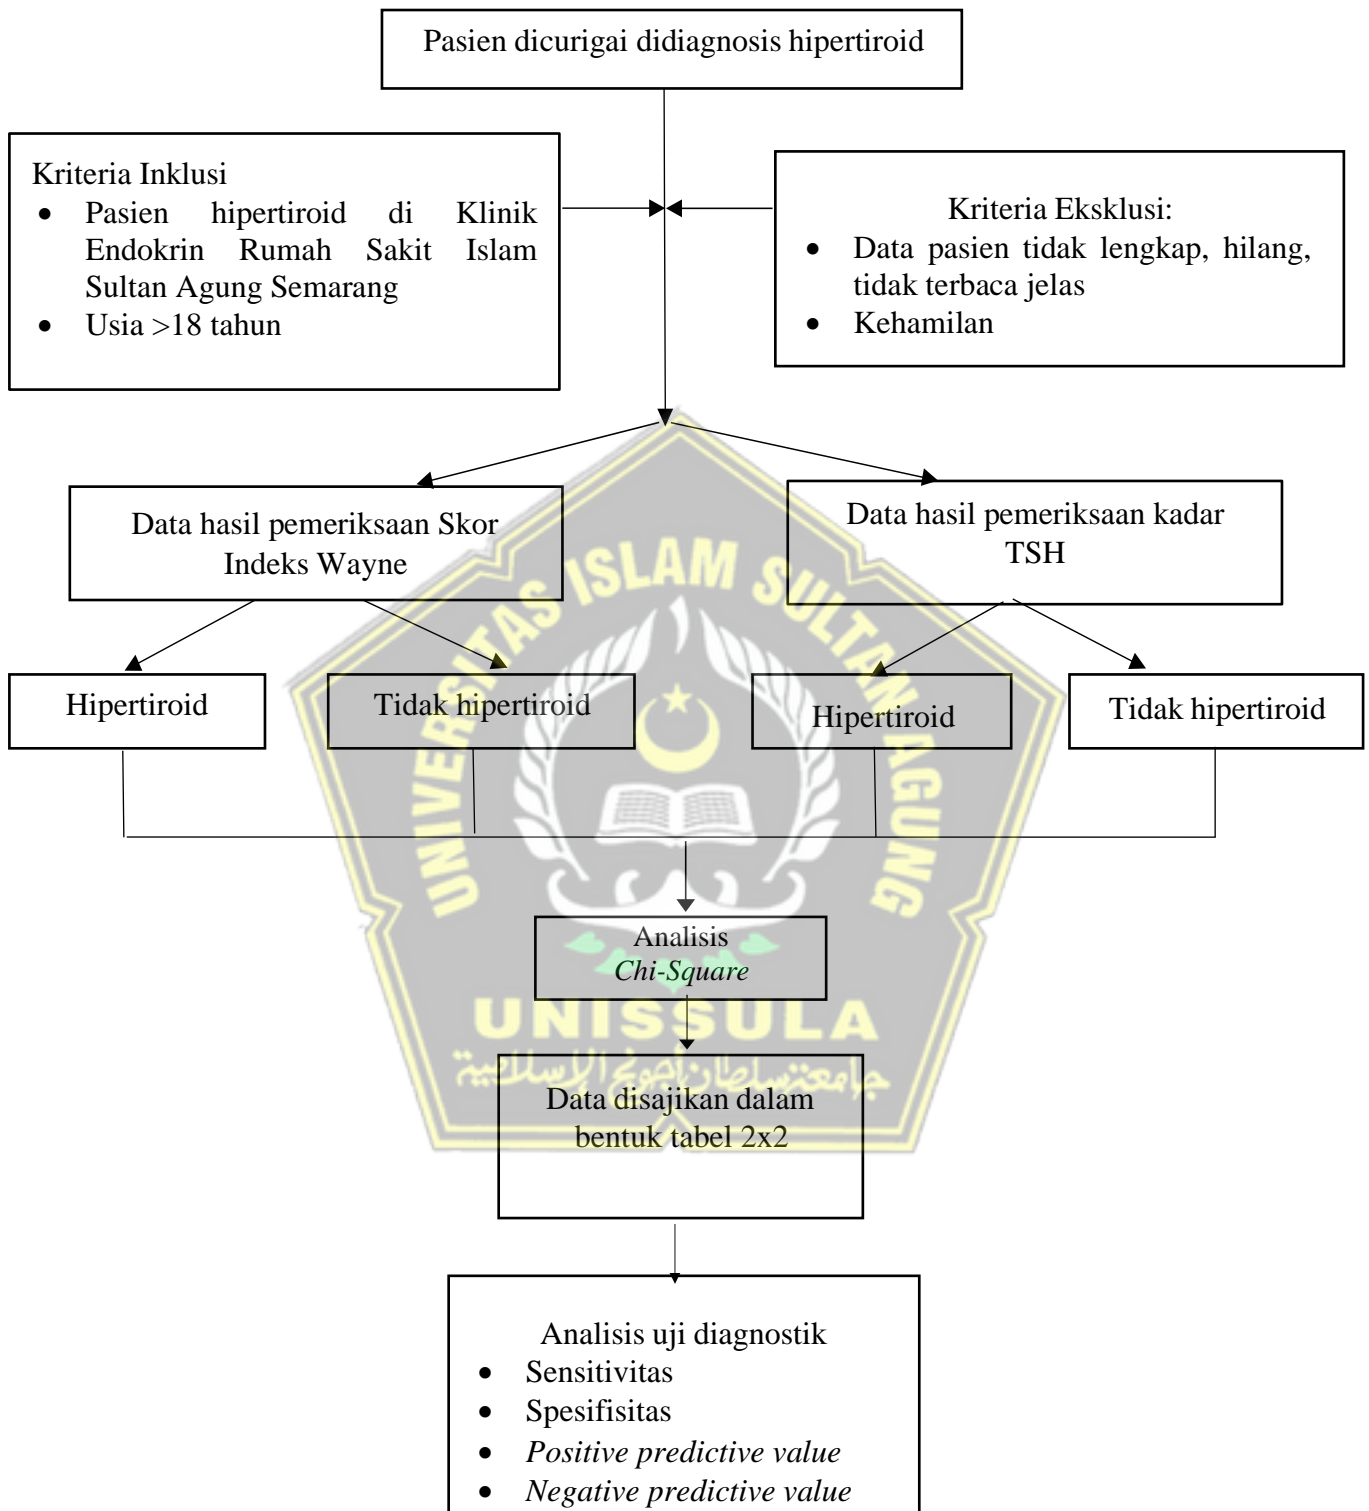 Pasien dicurigai didiagnosis hipertiroid
Kriteria Inklusi
• Pasien hipertiroid di Klinik
Endokrin Rumah Sakit Islam
Sultan Agung Semarang
• Usia >18 tahun
Kriteria Eksklusi:
• Data pasien tidak lengkap, hilang,
tidak terbaca jelas
• Kehamilan
Data hasil pemeriksaan Skor
Indeks Wayne
Data hasil pemeriksaan kadar
TSH
UNIVERSITAS ISLAM SULTAN AGUNG
Hipertiroid
Tidak hipertiroid
Hipertiroid
Tidak hipertiroid
Analisis
Chi-Square
UNISSULA
جامعتسلطان أجونج الإسلامية
Data disajikan dalam
bentuk tabel 2x2
Analisis uji diagnostik
• Sensitivitas
• Spesifisitas
• Positive predictive value
• Negative predictive value